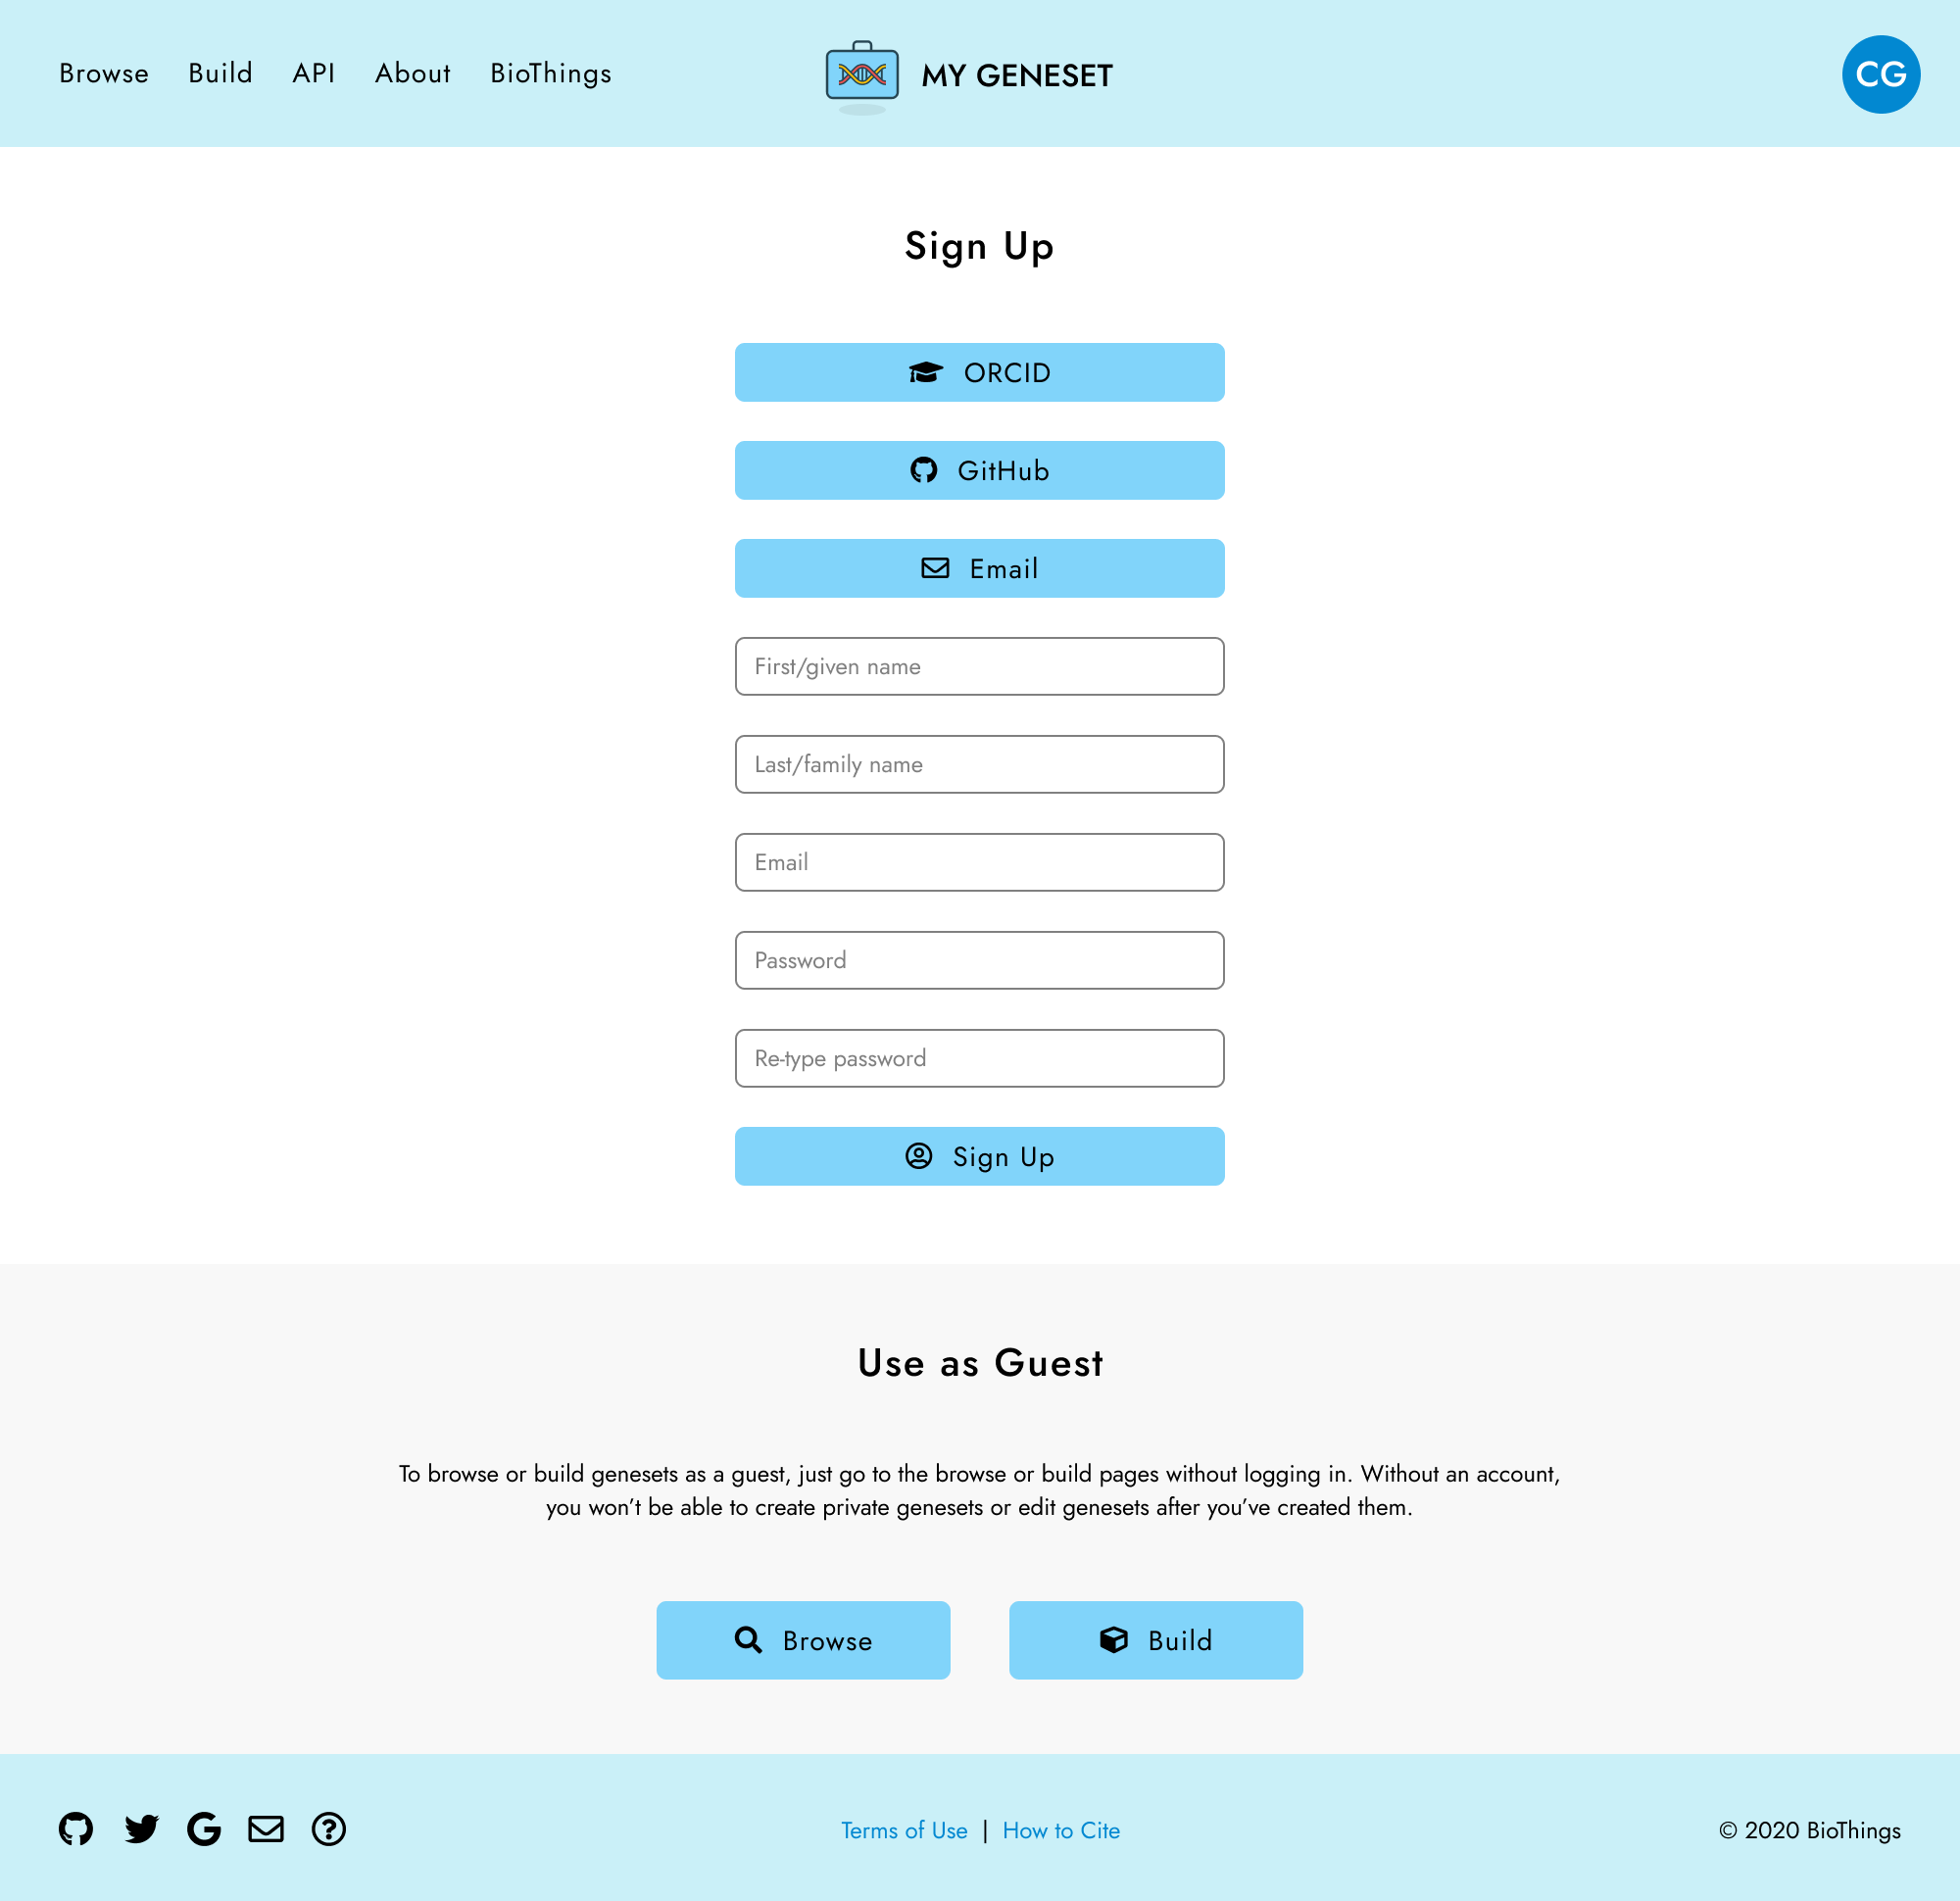 Browse
Build
API
About
BioThings
MY GENESET
CG
Sign Up
ORCID
GitHub
Email
First/given name
Last/family name
Email
Password
Re-type password
Sign Up
Use as Guest
To browse or build genesets as a guest, just go to the browse or build pages without logging in. Without an account,
you won’t be able to create private genesets or edit genesets after you’ve created them.
Browse
Build
Terms of Use | How to Cite
© 2020 BioThings